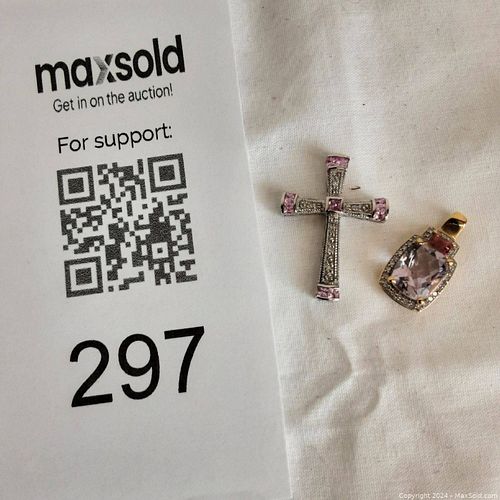 maxsold
Get in on the auction!
For support:
297
Copyright 2024 - MaxSold.com